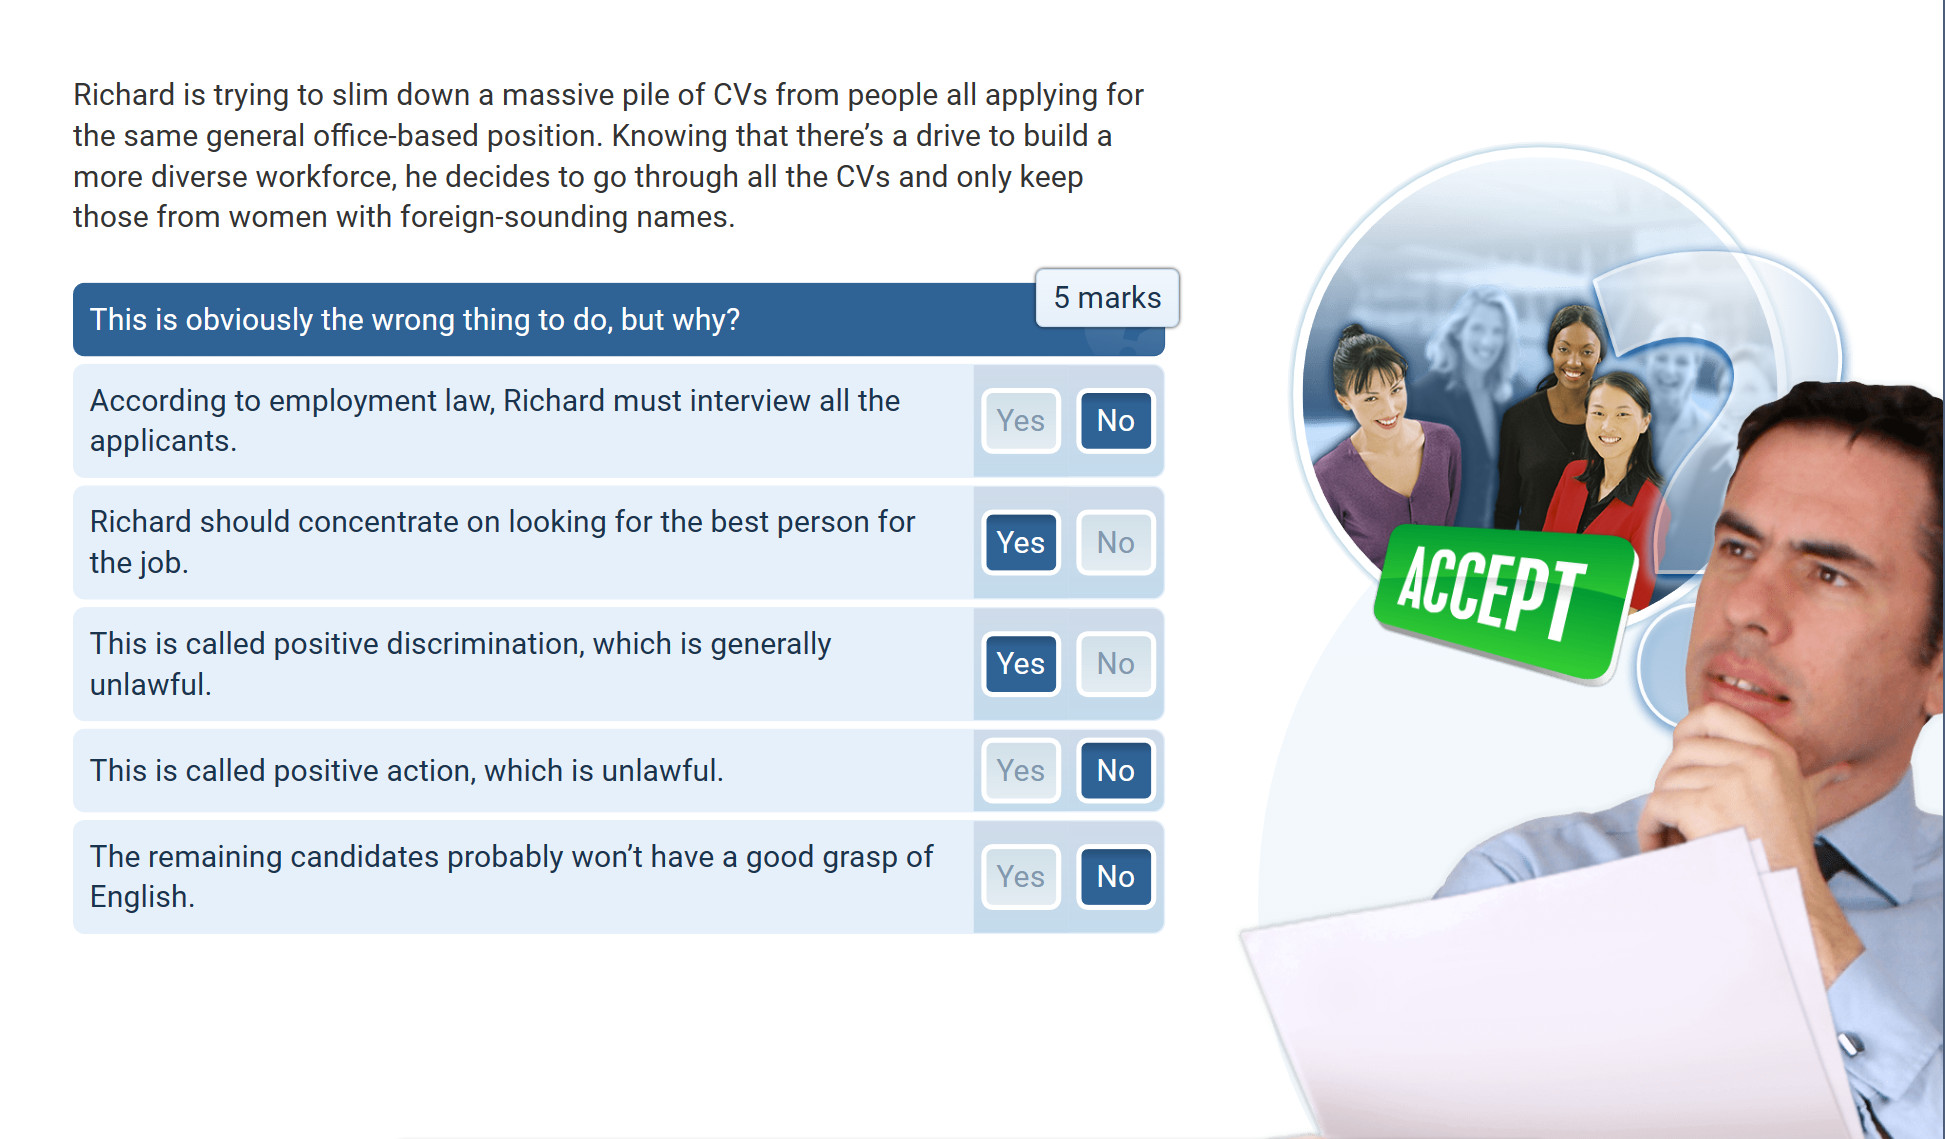 Richard is trying to slim down a massive pile of CVs from people all applying for
the same general office-based position. Knowing that there’s a drive to build a
more diverse workforce, he decides to go through all the CVs and only keep
those from women with foreign-sounding names.
5 marks
This is obviously the wrong thing to do, but why?
According to employment law, Richard must interview all the
applicants.
Yes No
Richard should concentrate on looking for the best person for
the job.
Yes No
This is called positive discrimination, which is generally
unlawful.
Yes No
This is called positive action, which is unlawful.
Yes No
The remaining candidates probably won’t have a good grasp of
English.
Yes No
ACCEPT